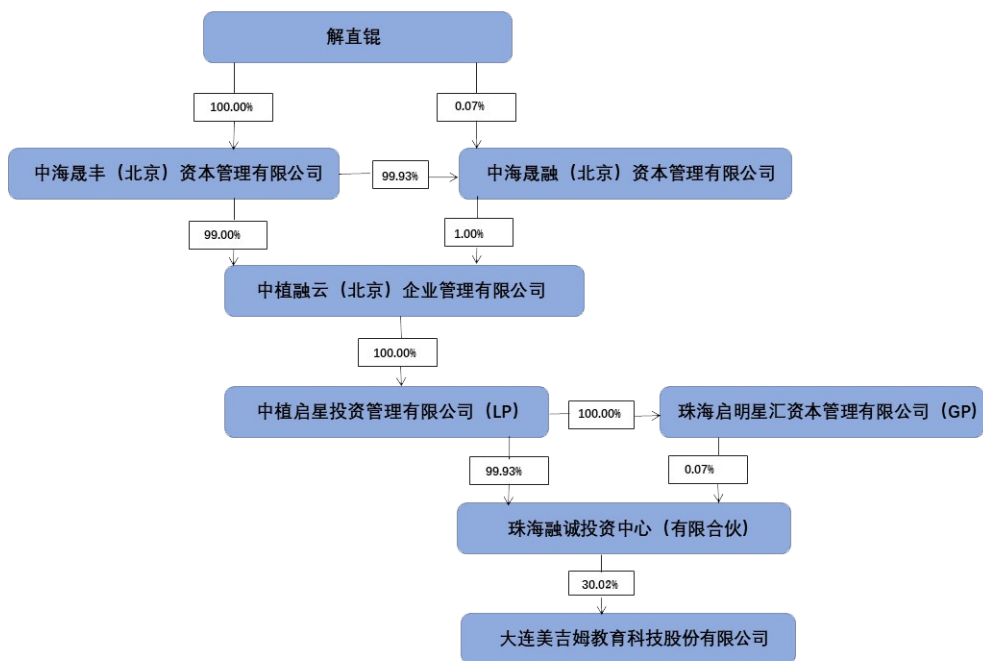 解直锟
100.00%
0.07%
中海晟丰（北京）资本管理有限公司
99.93%
中海晟融（北京）资本管理有限公司
99.00%
1.00%
中植融云（北京）企业管理有限公司
100.00%
中植启星投资管理有限公司（LP）
100.00%
珠海启明星汇资本管理有限公司（GP）
99.93%
0.07%
珠海融诚投资中心（有限合伙）
30.02%
大连美吉姆教育科技股份有限公司